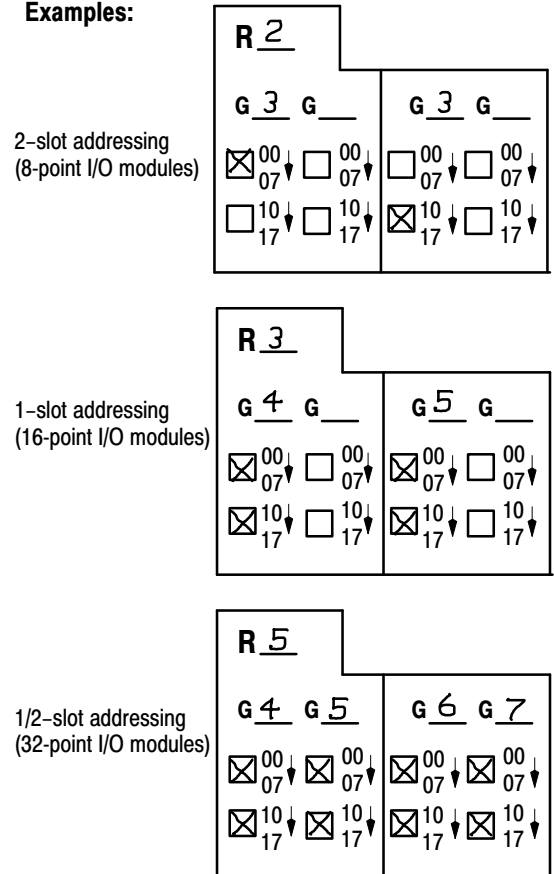 Examples:
R 2
G 3 G
G 3 G
2-slot addressing
(8-point I/O modules)
00 00 00 00
07 07 07 07
10 10 10 10
17 17 17 17
R 3
G 4 G
G 5 G
1-slot addressing
(16-point I/O modules)
00 00 00 00
07 07 07 07
10 10 10 10
17 17 17 17
R 5
G 4 G 5
G 6 G 7
1/2-slot addressing
(32-point I/O modules)
00 00 00 00
07 07 07 07
10 10 10 10
17 17 17 17